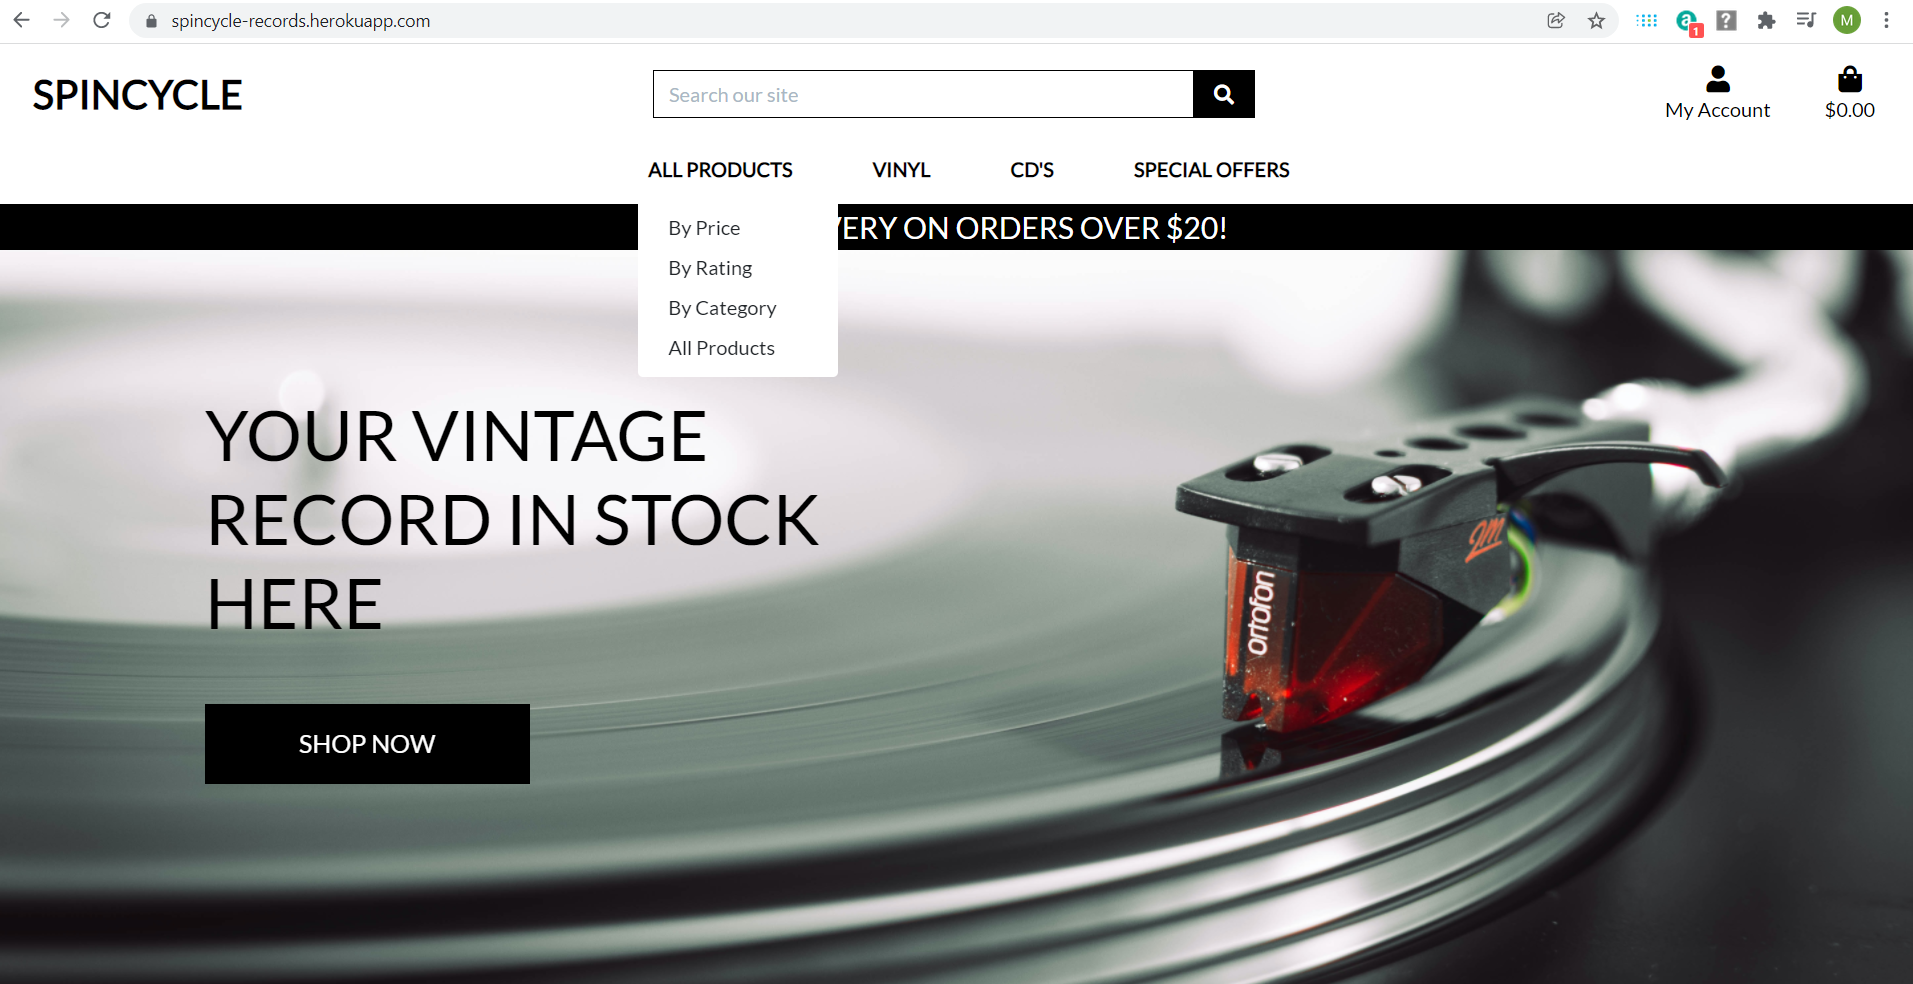 spincycle-records.herokuapp.com
a
1
?
M
SPINCYCLE
Search our site
My Account
$0.00
ALL PRODUCTS
VINYL
CD'S
SPECIAL OFFERS
ON ORDERS OVER $20!
By Price
By Rating
By Category
All Products
YOUR VINTAGE
RECORD IN STOCK
HERE
SHOP NOW
2M
ortofon